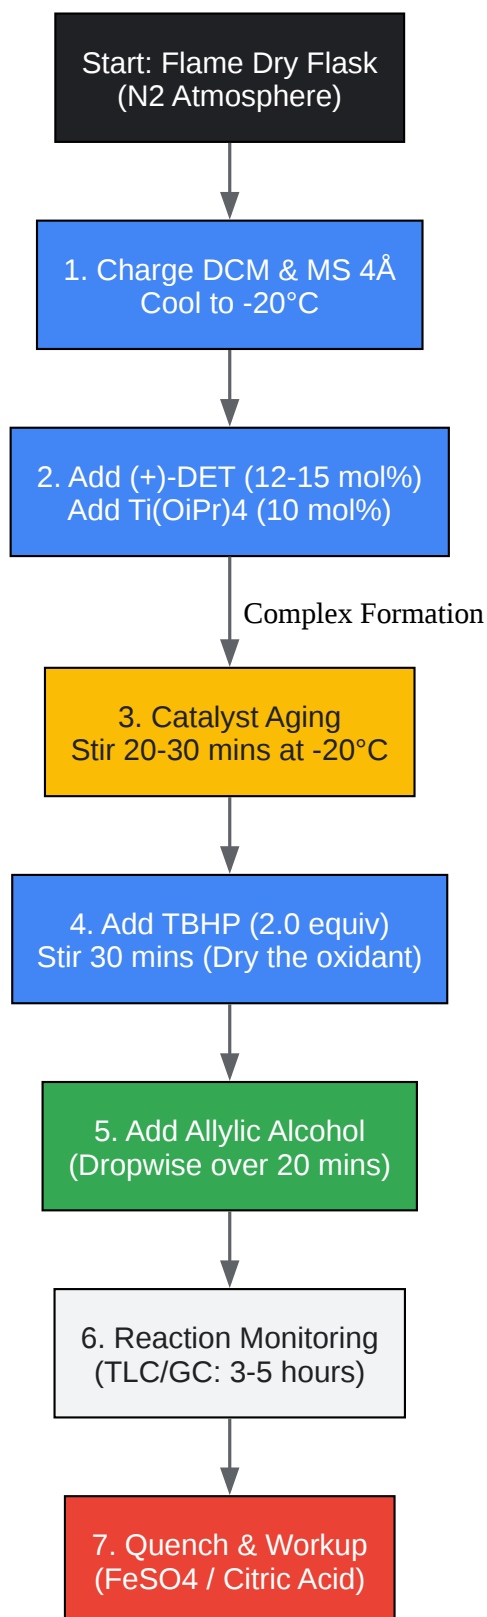 Start: Flame Dry Flask
(N2 Atmosphere)
1. Charge DCM & MS 4Å
Cool to -20°C
2. Add (+)-DET (12-15 mol%)
Add Ti(OiPr)4 (10 mol%)
Complex Formation
3. Catalyst Aging
Stir 20-30 mins at -20°C
4. Add TBHP (2.0 equiv)
Stir 30 mins (Dry the oxidant)
5. Add Allylic Alcohol
(Dropwise over 20 mins)
6. Reaction Monitoring
(TLC/GC: 3-5 hours)
7. Quench & Workup
(FeSO4 / Citric Acid)